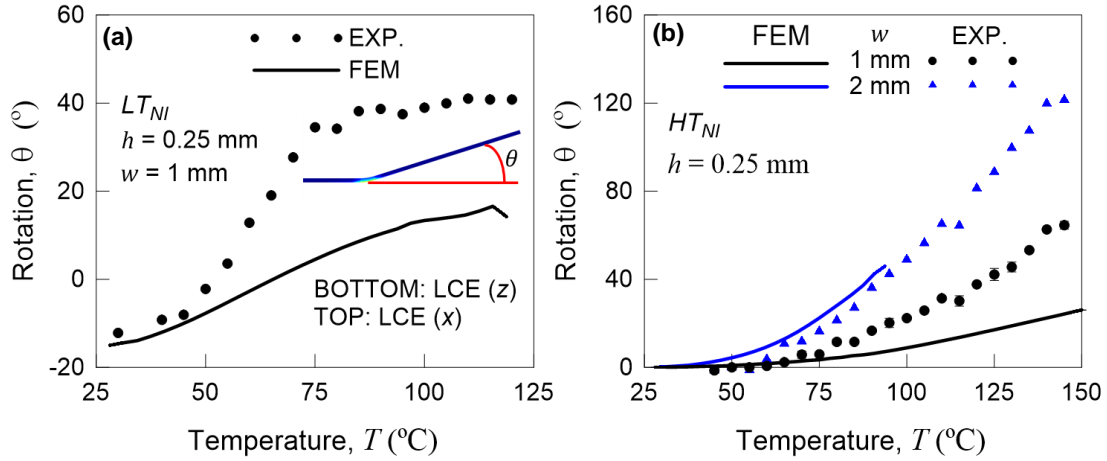 (a)
EXP.
FEM
LT_NI
h = 0.25 mm
w = 1 mm
θ
BOTTOM: LCE (z)
TOP: LCE (x)
Rotation, θ (º)
60
40
20
0
-20
25
50
75
100
125
Temperature, T (ºC)
(b)
FEM w EXP.
1 mm
2 mm
HT_NI
h = 0.25 mm
Rotation, θ (º)
160
120
80
40
0
25
50
75
100
125
150
Temperature, T (ºC)